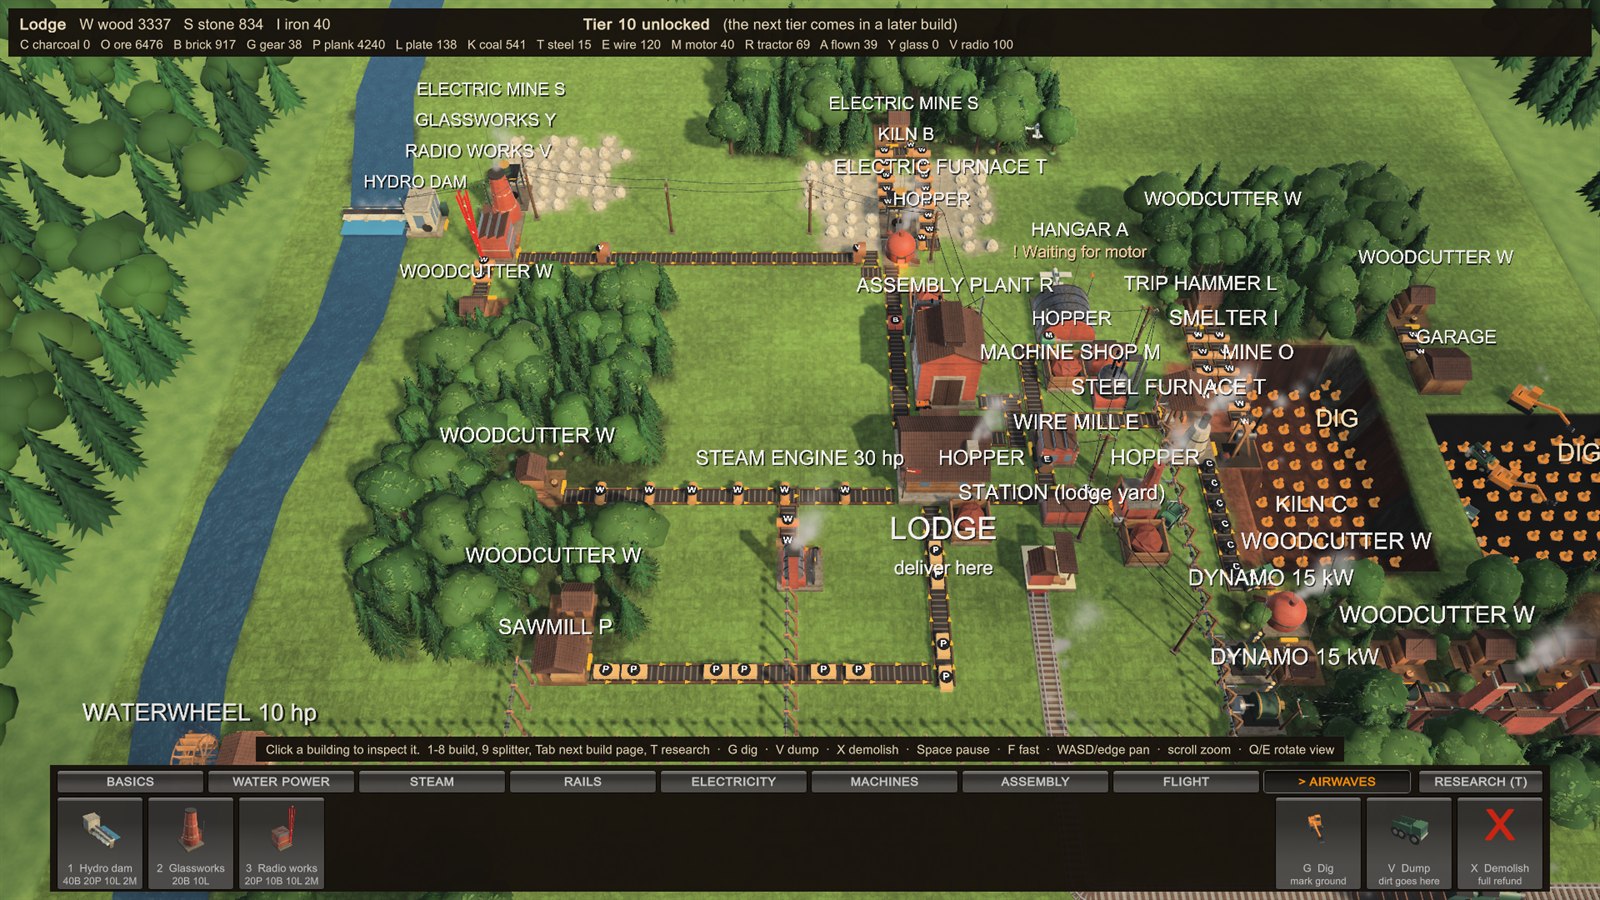 Lodge W wood 3337 S stone 834 I iron 40
Tier 10 unlocked (the next tier comes in a later build)
C charcoal 0 O ore 6476 B brick 917 G gear 38 P plank 4240 L plate 138 K coal 541 T steel 15 E wire 120 M motor 40 R tractor 69 A flown 39 Y glass 0 V radio 100
ELECTRIC MINE S
ELECTRIC MINE S
GLASSWORKS Y
KILN B
RADIO WORKS V
ELECTRIC FURNACE T
HYDRO DAM
HOPPER
WOODCUTTER W
HANGAR A
! Waiting for motor
WOODCUTTER W
WOODCUTTER W
ASSEMBLY PLANT R
TRIP HAMMER L
HOPPER
SMELTER I
GARAGE
MACHINE SHOP M
MINE O
STEEL FURNACE T
WIRE MILL E
DIG
WOODCUTTER W
STEAM ENGINE 30 hp
HOPPER
HOPPER
DIG
STATION (lodge yard)
KILN C
LODGE
deliver here
WOODCUTTER W
WOODCUTTER W
DYNAMO 15 kW
WOODCUTTER W
SAWMILL P
DYNAMO 15 kW
WATERWHEEL 10 hp
Click a building to inspect it. 1-8 build, 9 splitter, Tab next build page, T research · G dig · V dump · X demolish · Space pause · F fast · WASD/edge pan · scroll zoom · Q/E rotate view
BASICS
WATER POWER
STEAM
RAILS
ELECTRICITY
MACHINES
ASSEMBLY
FLIGHT
> AIRWAVES
RESEARCH (T)
1 Hydro dam
40B 20P 10L 2M
2 Glassworks
20B 10L
3 Radio works
20P 10B 10L 2M
G Dig
mark ground
V Dump
dirt goes here
X Demolish
full refund